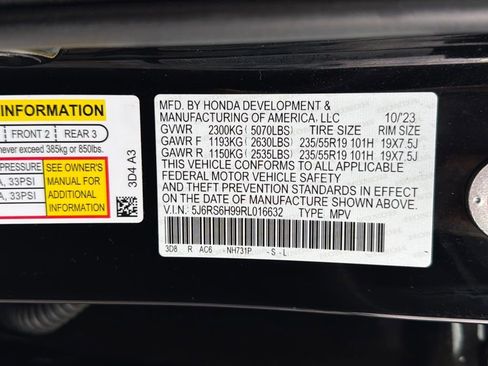 INFORMATION
FRONT 2 REAR 3
never exceed 385kg or 850lbs.
PRESSURE
33PSI
33PSI
SEE OWNER'S
MANUAL FOR
ADDITIONAL
INFORMATION
3D4 A3
MFD. BY HONDA DEVELOPMENT & 10/23
MANUFACTURING OF AMERICA, LLC
GVWR 2300KG (5070LBS) TIRE SIZE RIM SIZE
GAWR F 1193KG (2630LBS) 235/55R19 101H 19X7.5J
GAWR R 1150KG (2535LBS) 235/55R19 101H 19X7.5J
THIS VEHICLE CONFORMS TO ALL APPLICABLE
FEDERAL MOTOR VEHICLE SAFETY
AND THEFT PREVENTION STANDARDS IN EFFECT
ON THE DATE OF MANUFACTURE SHOWN ABOVE.
V.I.N.: 5J6RS6H99RL016632 TYPE: MPV
3D8 R AC6 -NH731P -S-L